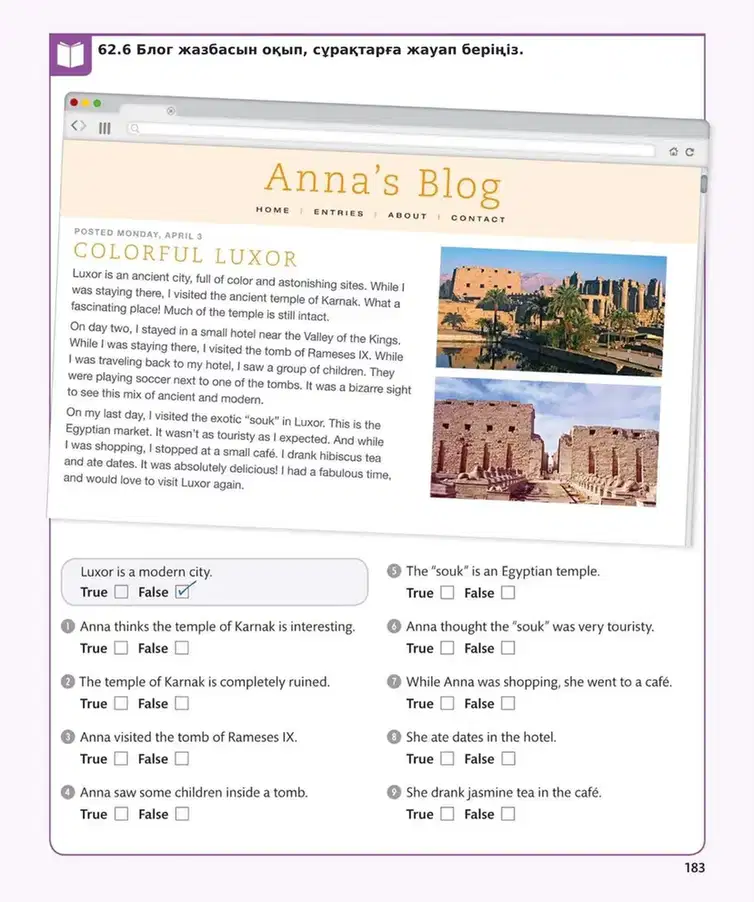 62.6 Блог жазбасын оқып, сұрақтарға жауап беріңіз.
Anna's Blog
HOME | ENTRIES | ABOUT | CONTACT
POSTED MONDAY, APRIL 3
COLORFUL LUXOR
Luxor is an ancient city, full of color and astonishing sites. While I
was staying there, I visited the ancient temple of Karnak. What a
fascinating place! Much of the temple is still intact.
On day two, I stayed in a small hotel near the Valley of the Kings.
While I was staying there, I visited the tomb of Rameses IX. While
I was traveling back to my hotel, I saw a group of children. They
were playing soccer next to one of the tombs. It was a bizarre sight
to see this mix of ancient and modern.
On my last day, I visited the exotic “souk” in Luxor. This is the
Egyptian market. It wasn't as touristy as I expected. And while
I was shopping, I stopped at a small café. I drank hibiscus tea
and ate dates. It was absolutely delicious! I had a fabulous time,
and would love to visit Luxor again.
Luxor is a modern city.
True False
1 Anna thinks the temple of Karnak is interesting.
True False
2 The temple of Karnak is completely ruined.
True False
3 Anna visited the tomb of Rameses IX.
True False
4 Anna saw some children inside a tomb.
True False
5 The “souk” is an Egyptian temple.
True False
6 Anna thought the “souk” was very touristy.
True False
7 While Anna was shopping, she went to a café.
True False
8 She ate dates in the hotel.
True False
9 She drank jasmine tea in the café.
True False
183